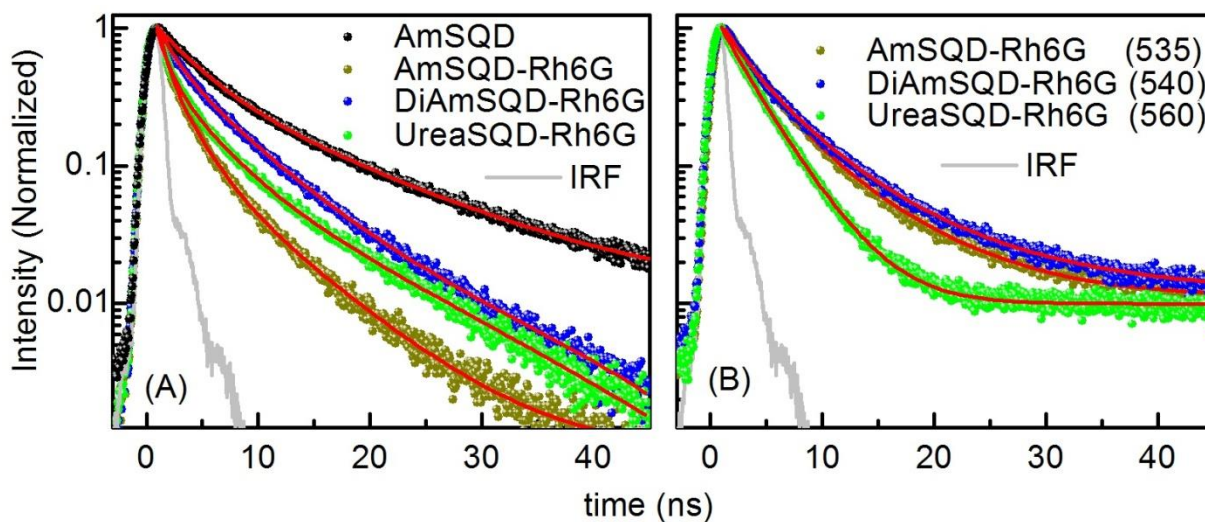 Intensity (Normalized)
1
0.1
0.01
AmSQD
AmSQD-Rh6G
DiAmSQD-Rh6G
UreaSQD-Rh6G
IRF
(A)
0 10 20 30 40
AmSQD-Rh6G (535)
DiAmSQD-Rh6G (540)
UreaSQD-Rh6G (560)
IRF
(B)
0 10 20 30 40
time (ns)